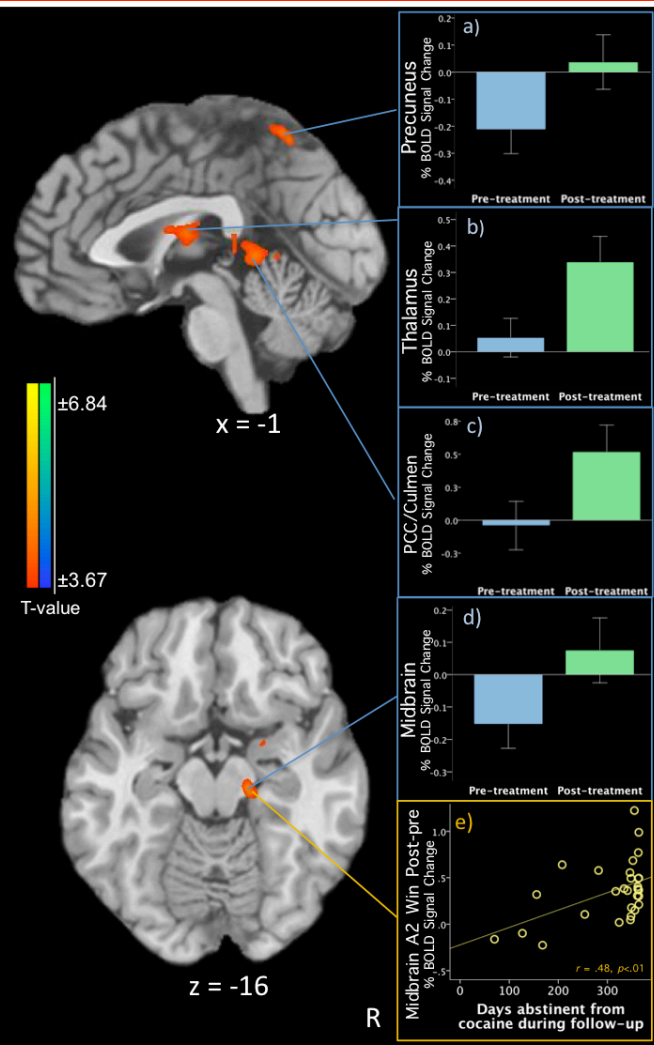 a)
Precuneus
% BOLD Signal Change
0.2
0.1
0.0
-0.1
-0.2
-0.3
-0.4
Pre-treatment Post-treatment
b)
Thalamus
% BOLD Signal Change
0.5
0.4
0.3
0.2
0.1
0.0
-0.1
Pre-treatment Post-treatment
x = -1
±6.84
±3.67
T-value
c)
PCC/Culmen
% BOLD Signal Change
0.8
0.5
0.3
0.0
-0.3
Pre-treatment Post-treatment
d)
Midbrain
% BOLD Signal Change
0.2
0.1
0.0
-0.1
-0.2
-0.3
Pre-treatment Post-treatment
e)
Midbrain A2 Win Post-pre
% BOLD Signal Change
1.0
.5
.0
-.5
r = .48, p<.01
0 100 200 300
Days abstinent from
cocaine during follow-up
z = -16
R